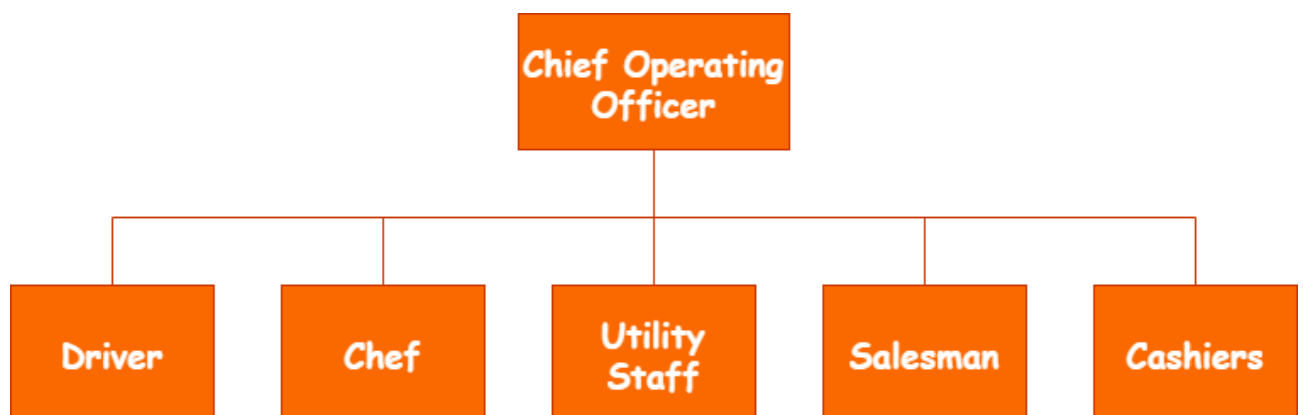 Chief Operating
Officer
Driver
Chef
Utility
Staff
Salesman
Cashiers